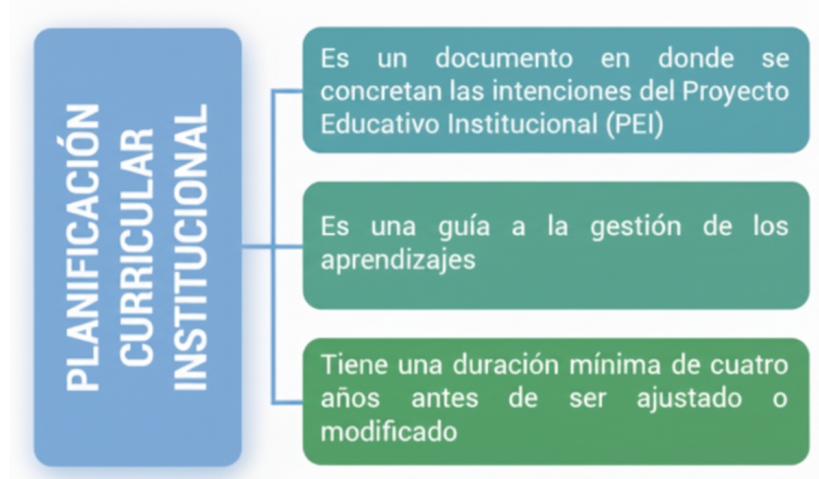 PLANIFICACIÓN
CURRICULAR
INSTITUCIONAL
Es un documento en donde se
concretan las intenciones del Proyecto
Educativo Institucional (PEI)
Es una guía a la gestión de los
aprendizajes
Tiene una duración mínima de cuatro
años antes de ser ajustado o
modificado